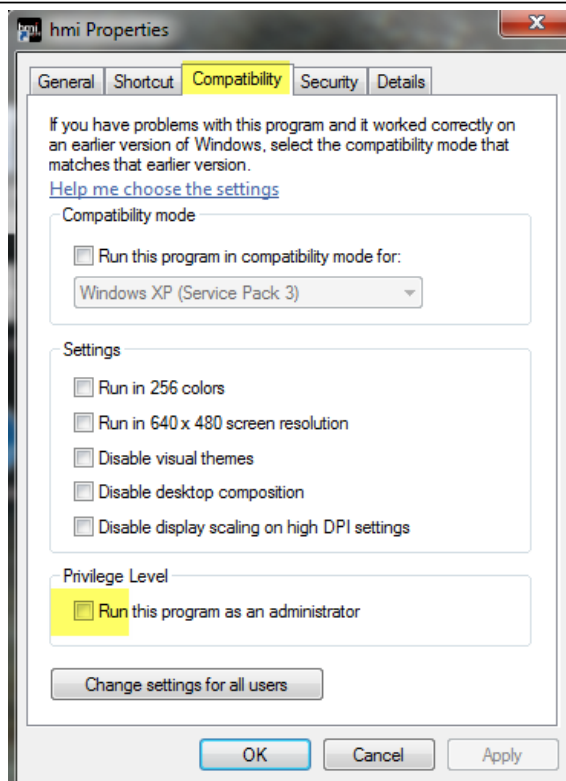 hmi Properties
General
Shortcut
Compatibility
Security
Details
If you have problems with this program and it worked correctly on
an earlier version of Windows, select the compatibility mode that
matches that earlier version.
Help me choose the settings
Compatibility mode
Run this program in compatibility mode for:
Windows XP (Service Pack 3)
Settings
Run in 256 colors
Run in 640 x 480 screen resolution
Disable visual themes
Disable desktop composition
Disable display scaling on high DPI settings
Privilege Level
Run this program as an administrator
Change settings for all users
OK
Cancel
Apply